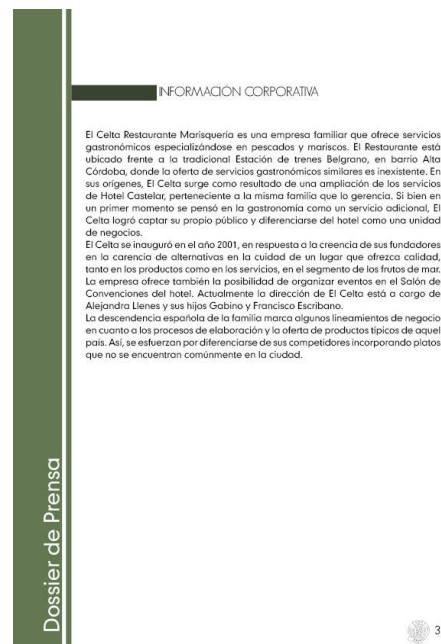 INFORMACIÓN CORPORATIVA
El Celta Restaurante Marisquería es una empresa familiar que ofrece servicios
gastronómicos especializándose en pescados y mariscos. El Restaurante está
ubicado frente a la tradicional Estación de trenes Belgrano, en barrio Alta
Córdoba, donde la oferta de servicios gastronómicos similares es inexistente. En
sus orígenes, El Celta surge como resultado de una ampliación de los servicios
de Hotel Castelar, perteneciente a la misma familia que lo gerencia. Si bien en
un primer momento se pensó en la gastronomía como un servicio adicional, El
Celta logró captar su propio público y diferenciarse del hotel como una unidad
de negocios.
El Celta se inauguró en el año 2001, en respuesta a la creencia de sus fundadores
en la carencia de alternativas en la cuidad de un lugar que ofrezca calidad,
tanto en los productos como en los servicios, en el segmento de los frutos de mar.
La empresa ofrece también la posibilidad de organizar eventos en el Salón de
Convenciones del hotel. Actualmente la dirección de El Celta está a cargo de
Alejandra Llenes y sus hijos Gabino y Francisco Escribano.
La descendencia española de la familia marca algunos lineamientos de negocio
en cuanto a los procesos de elaboración y la oferta de productos típicos de aquel
país. Así, se esfuerzan por diferenciarse de sus competidores incorporando platos
que no se encuentran comúnmente en la ciudad.
Dossier de Prensa
3